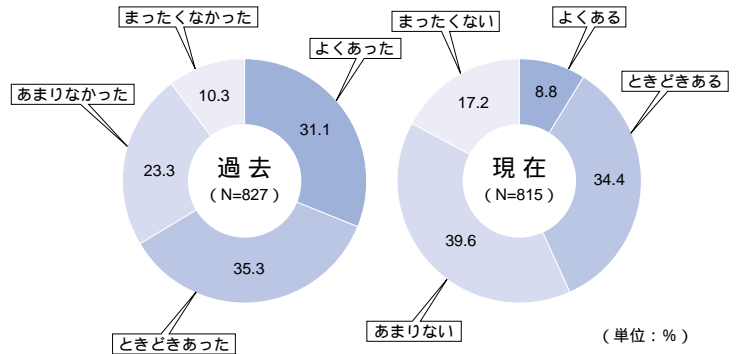 まったくなかった
よくあった
あまりなかった
10.3
31.1
23.3
過去
（N=827）
35.3
ときどきあった
まったくない
よくある
ときどきある
17.2
8.8
現在
（N=815）
34.4
39.6
あまりない
（単位：％）